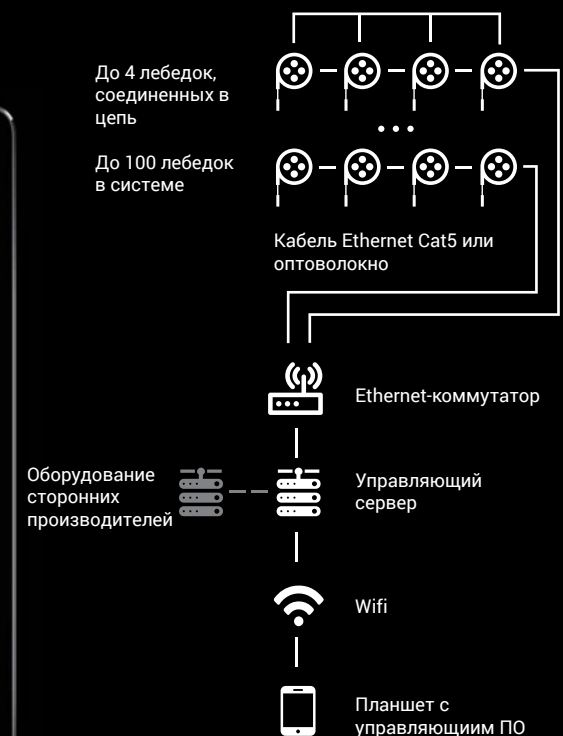 До 4 лебедок,
соединенных в
цепь
До 100 лебедок
в системе
Кабель Ethernet Cat5 или
оптоволокно
Ethernet-коммутатор
Оборудование
сторонних
производителей
Управляющий
сервер
Wifi
Планшет с
управляющиим ПО